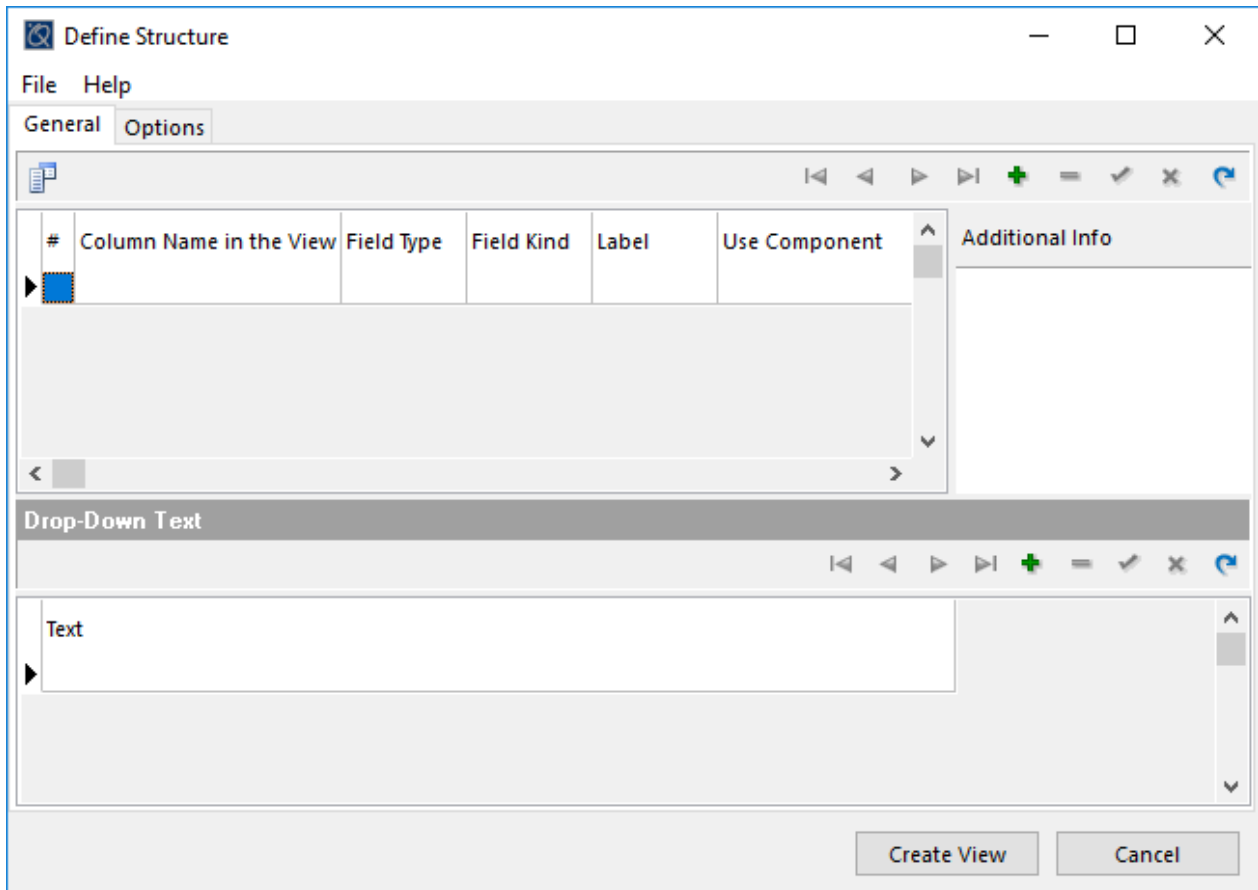 Define Structure
File Help
General Options
# Column Name in the View Field Type Field Kind Label Use Component
Additional Info
Drop-Down Text
Text
Create View Cancel